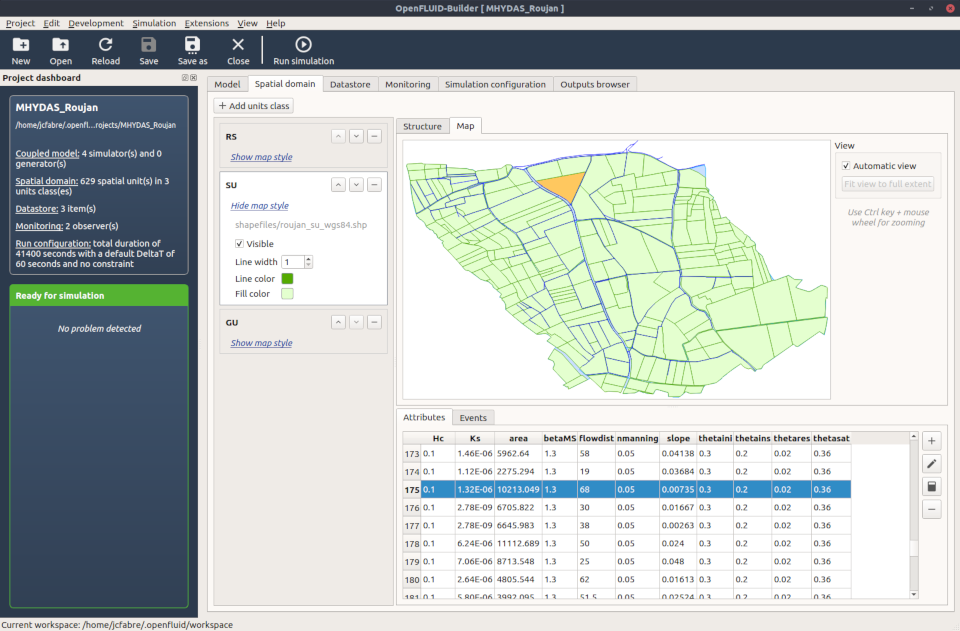 OpenFLUID-Builder [ MHYDAS_Roujan ]
Project Edit Development Simulation Extensions View Help
New Open Reload Save Save as Close Run simulation
Project dashboard
MHYDAS_Roujan
/home/jcfabre/.openfl...rojects/MHYDAS_Roujan
Coupled model: 4 simulator(s) and 0
generator(s)
Spatial domain: 629 spatial unit(s) in 3
units class(es)
Datastore: 3 item(s)
Monitoring: 2 observer(s)
Run configuration: total duration of
41400 seconds with a default DeltaT of
60 seconds and no constraint
Ready for simulation
No problem detected
Model Spatial domain Datastore Monitoring Simulation configuration Outputs browser
+ Add units class
RS
Show map style
SU
Hide map style
shapefiles/roujan_su_wgs84.shp
Visible
Line width 1
Line color
Fill color
GU
Show map style
Structure Map
View
Automatic view
Fit view to full extent
Use Ctrl key + mouse
wheel for zooming
Attributes Events
Hc Ks area betaMS flowdist nmanning slope thetaini thetains thetares thetasat
173 0.1 1.46E-06 5962.64 1.3 58 0.05 0.04138 0.3 0.2 0.02 0.36
174 0.1 1.12E-06 2275.294 1.3 19 0.05 0.03684 0.3 0.2 0.02 0.36
175 0.1 1.32E-06 10213.049 1.3 68 0.05 0.00735 0.3 0.2 0.02 0.36
176 0.1 2.78E-09 6705.822 1.3 30 0.05 0.01667 0.3 0.2 0.02 0.36
177 0.1 2.78E-09 6645.983 1.3 38 0.05 0.00263 0.3 0.2 0.02 0.36
178 0.1 6.24E-06 11112.689 1.3 50 0.05 0.024 0.3 0.2 0.02 0.36
179 0.1 7.06E-06 8713.548 1.3 25 0.05 0.048 0.3 0.2 0.02 0.36
180 0.1 2.64E-06 4805.544 1.3 62 0.05 0.01613 0.3 0.2 0.02 0.36
181 0.1 5.80E-06 3992.095 1.3 51.5 0.05 0.02524 0.3 0.2 0.02 0.36
Current workspace: /home/jcfabre/.openfluid/workspace